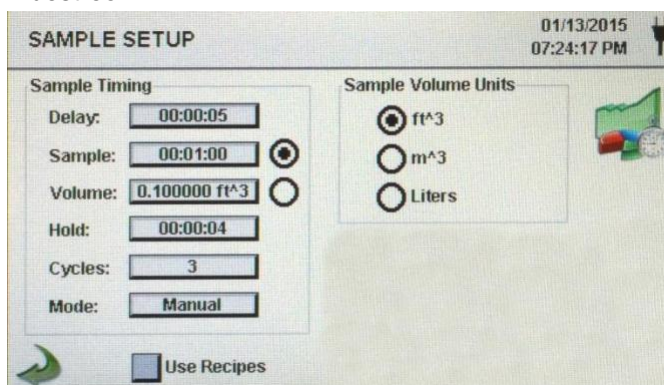 SAMPLE SETUP
01/13/2015
07:24:17 PM
Sample Timing
Delay: 00:00:05
Sample: 00:01:00
Volume: 0.100000 ft^3
Hold: 00:00:04
Cycles: 3
Mode: Manual
Use Recipes
Sample Volume Units
ft^3
m^3
Liters